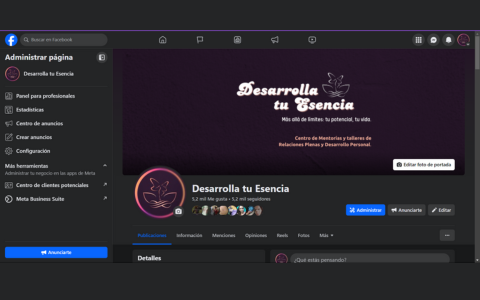 Buscar en Facebook
Administrar página
Desarrolla tu Esencia
Panel para profesionales
Estadísticas
Centro de anuncios
Crear anuncios
Configuración
Más herramientas
Administrar tu negocio en las apps de Meta
Centro de clientes potenciales
Meta Business Suite
Anunciarte
Desarrolla
tu Esencia
Más allá de límites: tu potencial, tu vida.
Centro de Mentorías y talleres de
Relaciones Plenas y Desarrollo Personal.
Editar foto de portada
Desarrolla tu Esencia
5,2 mil Me gusta • 5,2 mil seguidores
Administrar
Anunciarte
Editar
Publicaciones
Información
Menciones
Opiniones
Reels
Fotos
Más
Detalles
¿Qué estás pensando?